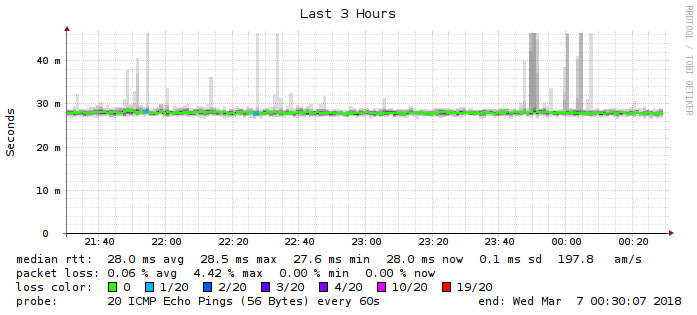 Last 3 Hours
RRDTOOL / TOBI OETIKER
Seconds
40 m
30 m
20 m
10 m
0
21:40 22:00 22:20 22:40 23:00 23:20 23:40 00:00 00:20
median rtt: 28.0 ms avg 28.5 ms max 27.6 ms min 28.0 ms now 0.1 ms sd 197.8 am/s
packet loss: 0.06 % avg 4.42 % max 0.00 % min 0.00 % now
loss color: 0 1/20 2/20 3/20 4/20 10/20 19/20
probe: 20 ICMP Echo Pings (56 Bytes) every 60s end: Wed Mar 7 00:30:07 2018